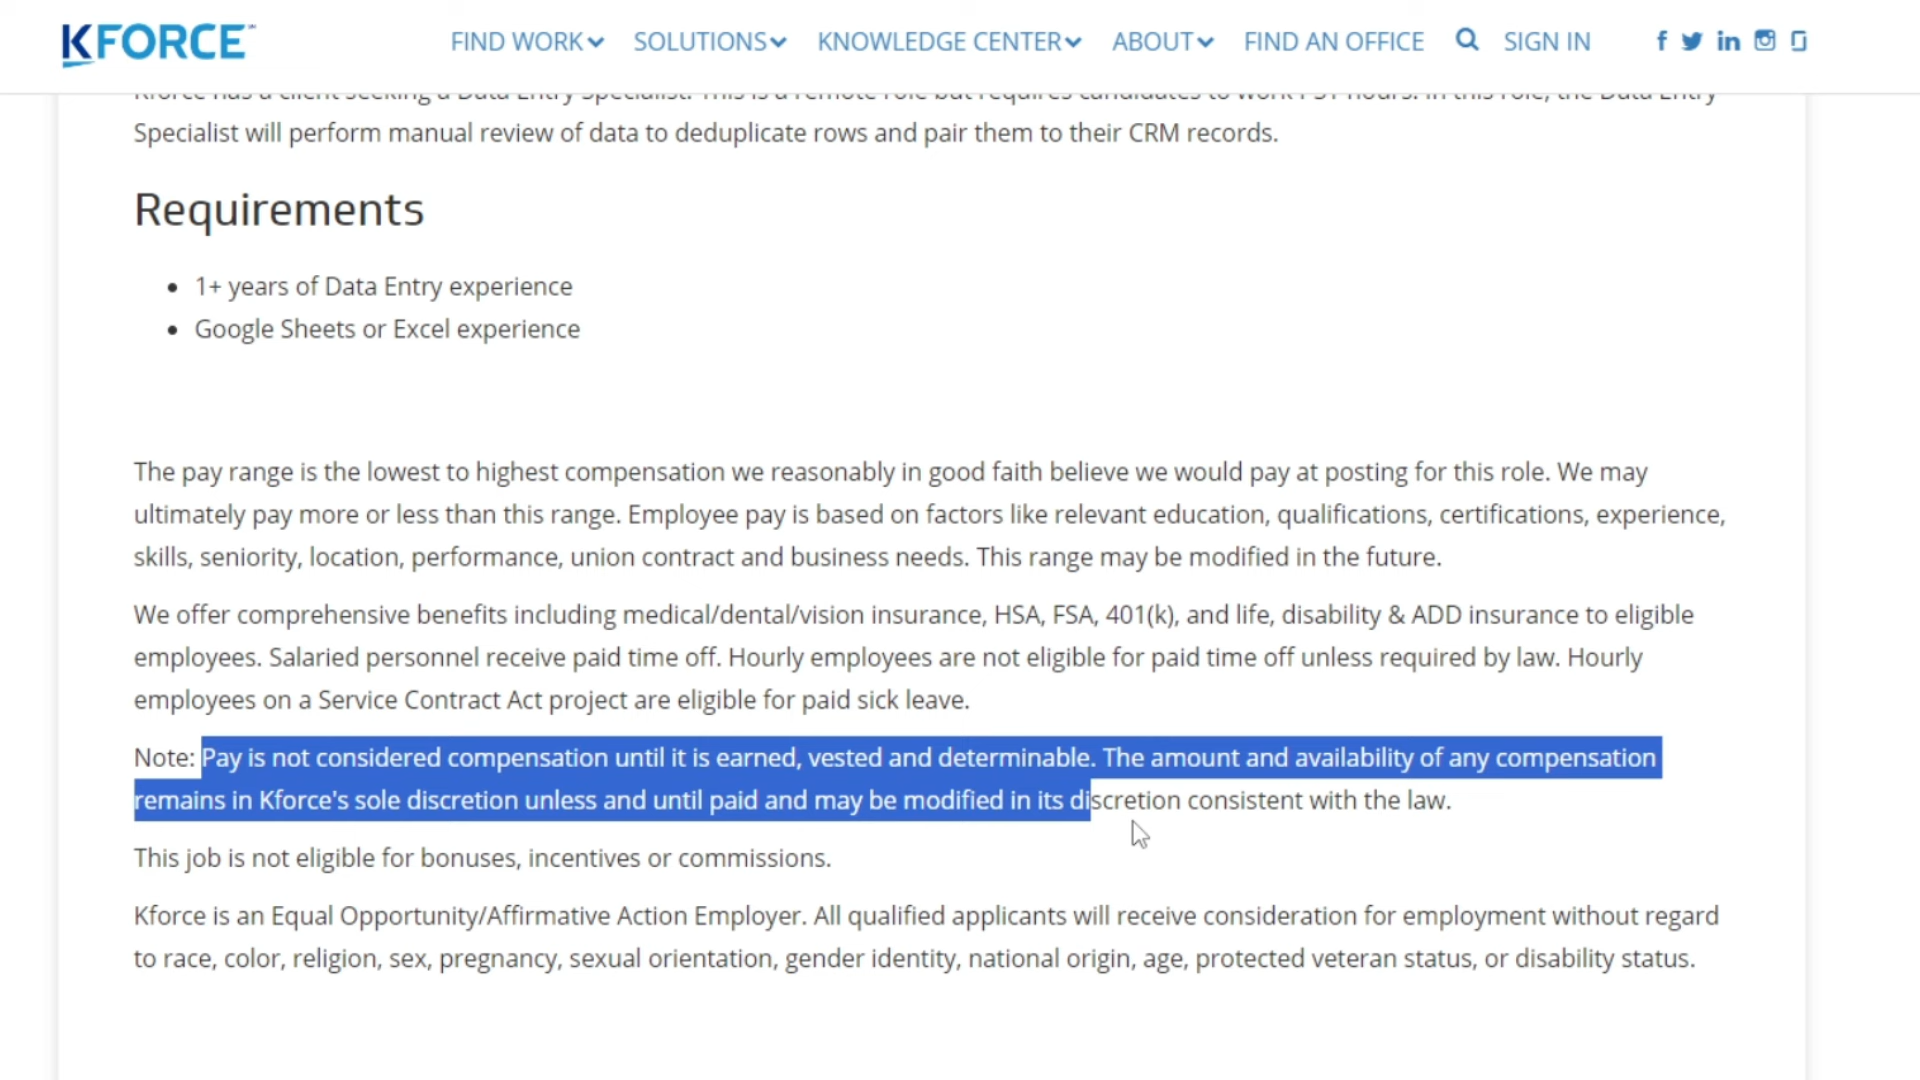 KFORCE
FIND WORK SOLUTIONS KNOWLEDGE CENTER ABOUT FIND AN OFFICE SIGN IN
Kforce has a client seeking a Data Entry Specialist. This is a remote role but requires candidates to work PST hours. In this role, the Data Entry
Specialist will perform manual review of data to deduplicate rows and pair them to their CRM records.
Requirements
• 1+ years of Data Entry experience
• Google Sheets or Excel experience
The pay range is the lowest to highest compensation we reasonably in good faith believe we would pay at posting for this role. We may
ultimately pay more or less than this range. Employee pay is based on factors like relevant education, qualifications, certifications, experience,
skills, seniority, location, performance, union contract and business needs. This range may be modified in the future.
We offer comprehensive benefits including medical/dental/vision insurance, HSA, FSA, 401(k), and life, disability & ADD insurance to eligible
employees. Salaried personnel receive paid time off. Hourly employees are not eligible for paid time off unless required by law. Hourly
employees on a Service Contract Act project are eligible for paid sick leave.
Note: Pay is not considered compensation until it is earned, vested and determinable. The amount and availability of any compensation
remains in Kforce's sole discretion unless and until paid and may be modified in its discretion consistent with the law.
This job is not eligible for bonuses, incentives or commissions.
Kforce is an Equal Opportunity/Affirmative Action Employer. All qualified applicants will receive consideration for employment without regard
to race, color, religion, sex, pregnancy, sexual orientation, gender identity, national origin, age, protected veteran status, or disability status.